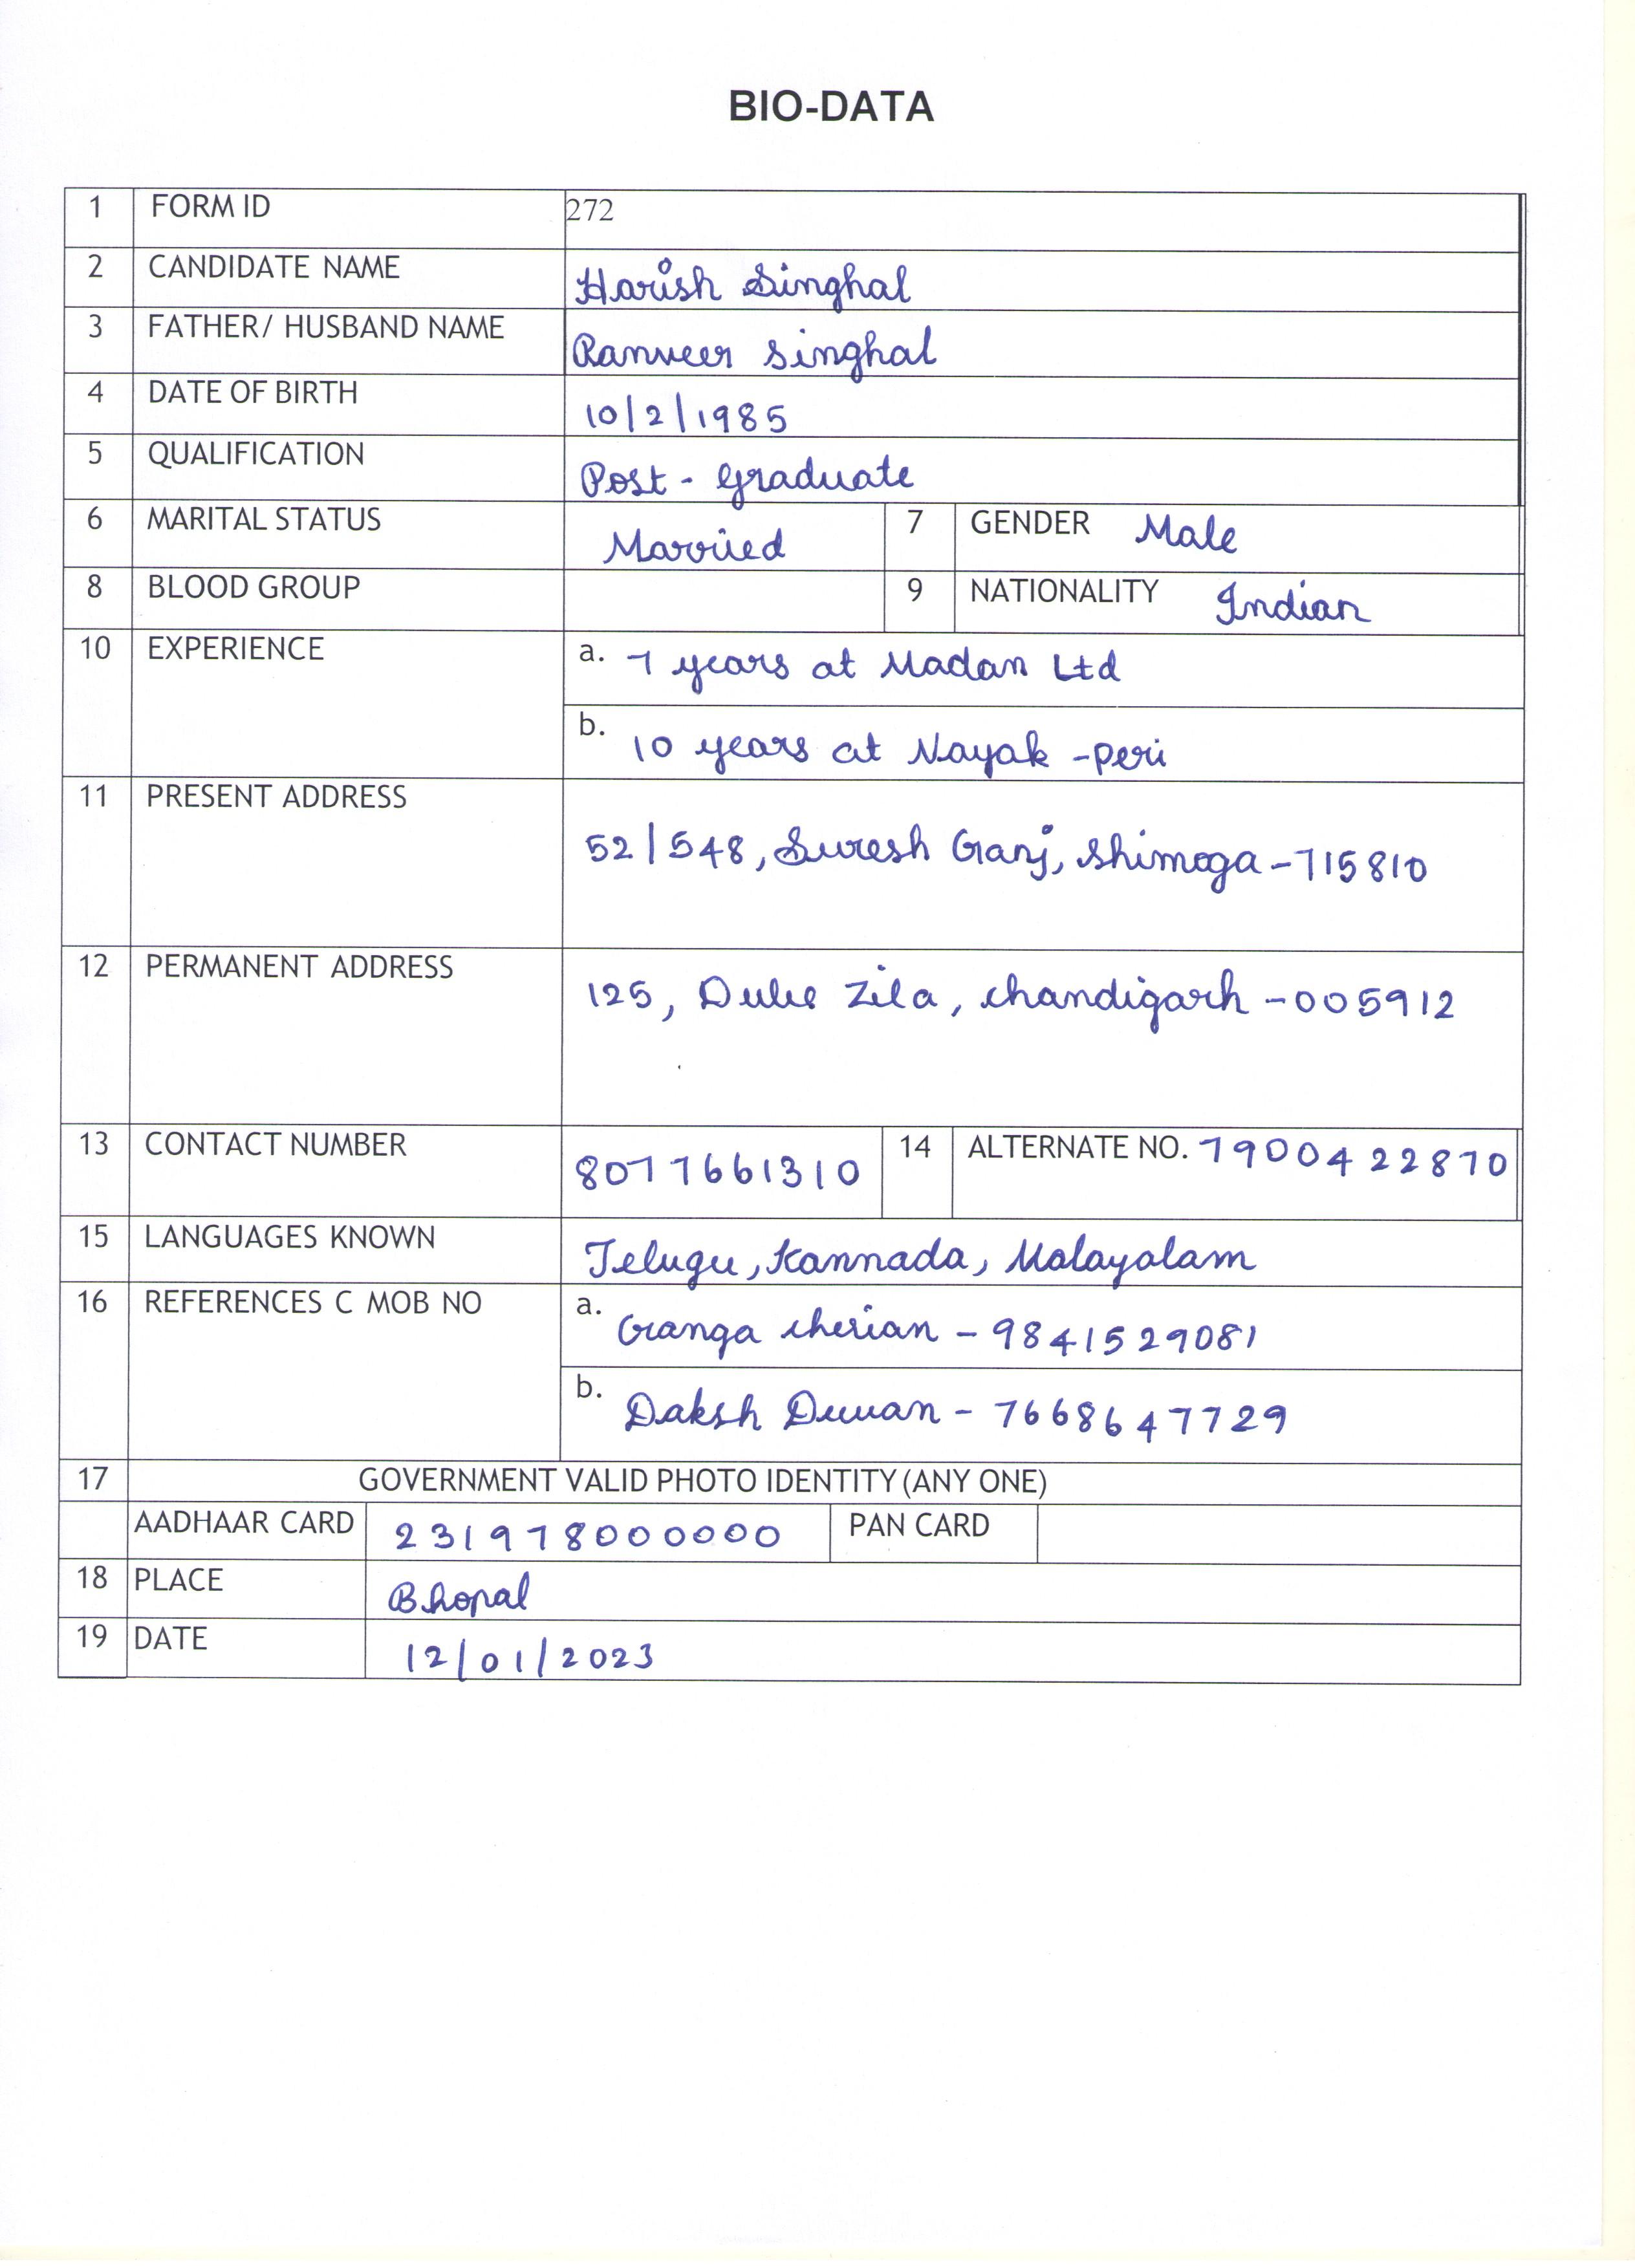 BIO-DATA
1 FORM ID 272
2 CANDIDATE NAME Harish Singhal
3 FATHER/ HUSBAND NAME Ranveer Singhal
4 DATE OF BIRTH 10/2/1985
5 QUALIFICATION Post - Graduate
6 MARITAL STATUS Married 7 GENDER Male
8 BLOOD GROUP 9 NATIONALITY Indian
10 EXPERIENCE a. 7 years at Madan Ltd
b. 10 years at Nayak - Peri
11 PRESENT ADDRESS 52/548, Suresh Ganj, Shimoga - 715810
12 PERMANENT ADDRESS 125, Zila, Chandigarh - 005912
13 CONTACT NUMBER 8077661310 14 ALTERNATE NO. 7900422870
15 LANGUAGES KNOWN Telugu, Kannada, Malayalam
16 REFERENCES C MOB NO a. Ganga Cherian - 9841529081
b. Daksh Dewan - 7668647729
17 GOVERNMENT VALID PHOTO IDENTITY (ANY ONE)
AADHAAR CARD 231978000000 PAN CARD
18 PLACE Bhopal
19 DATE 12/01/2023